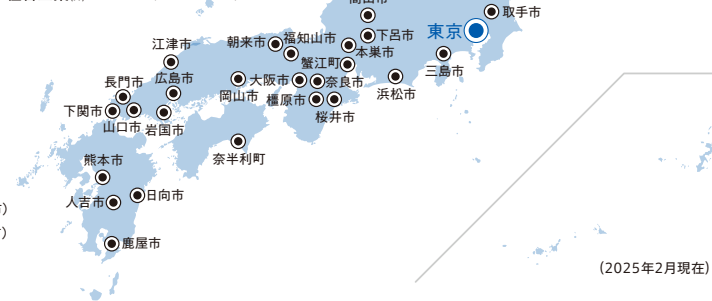 取手市
東京
下呂市
福知山市
朝来市
江津市
本巣市
蟹江町
三島市
広島市
大阪市
奈良市
浜松市
長門市
岡山市
橿原市
下関市
桜井市
山口市
岩国市
奈半利町
熊本市
日向市
人吉市
鹿屋市
(2025年2月現在)